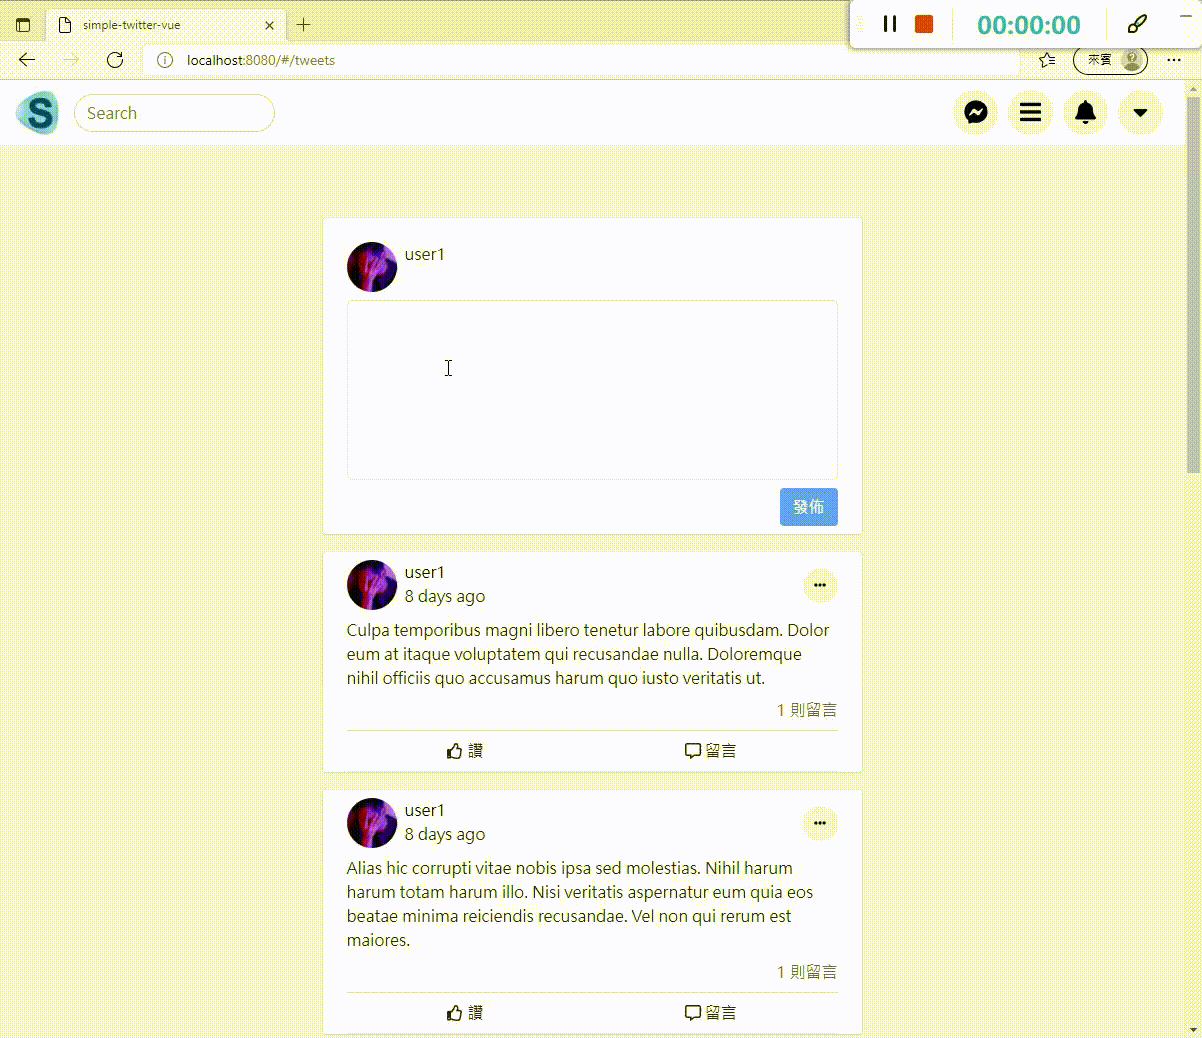 simple-twitter-vue
00:00:00
localhost:8080/#/tweets
來賓
S
Search
user1
發佈
user1
8 days ago
Culpa temporibus magni libero tenetur labore quibusdam. Dolor
eum at itaque voluptatem qui recusandae nulla. Doloremque
nihil officiis quo accusamus harum quo iusto veritatis ut.
1 則留言
讚
留言
user1
8 days ago
Alias hic corrupti vitae nobis ipsa sed molestias. Nihil harum
harum totam harum illo. Nisi veritatis aspernatur eum quia eos
beatae minima reiciendis recusandae. Vel non qui rerum est
maiores.
1 則留言
讚
留言